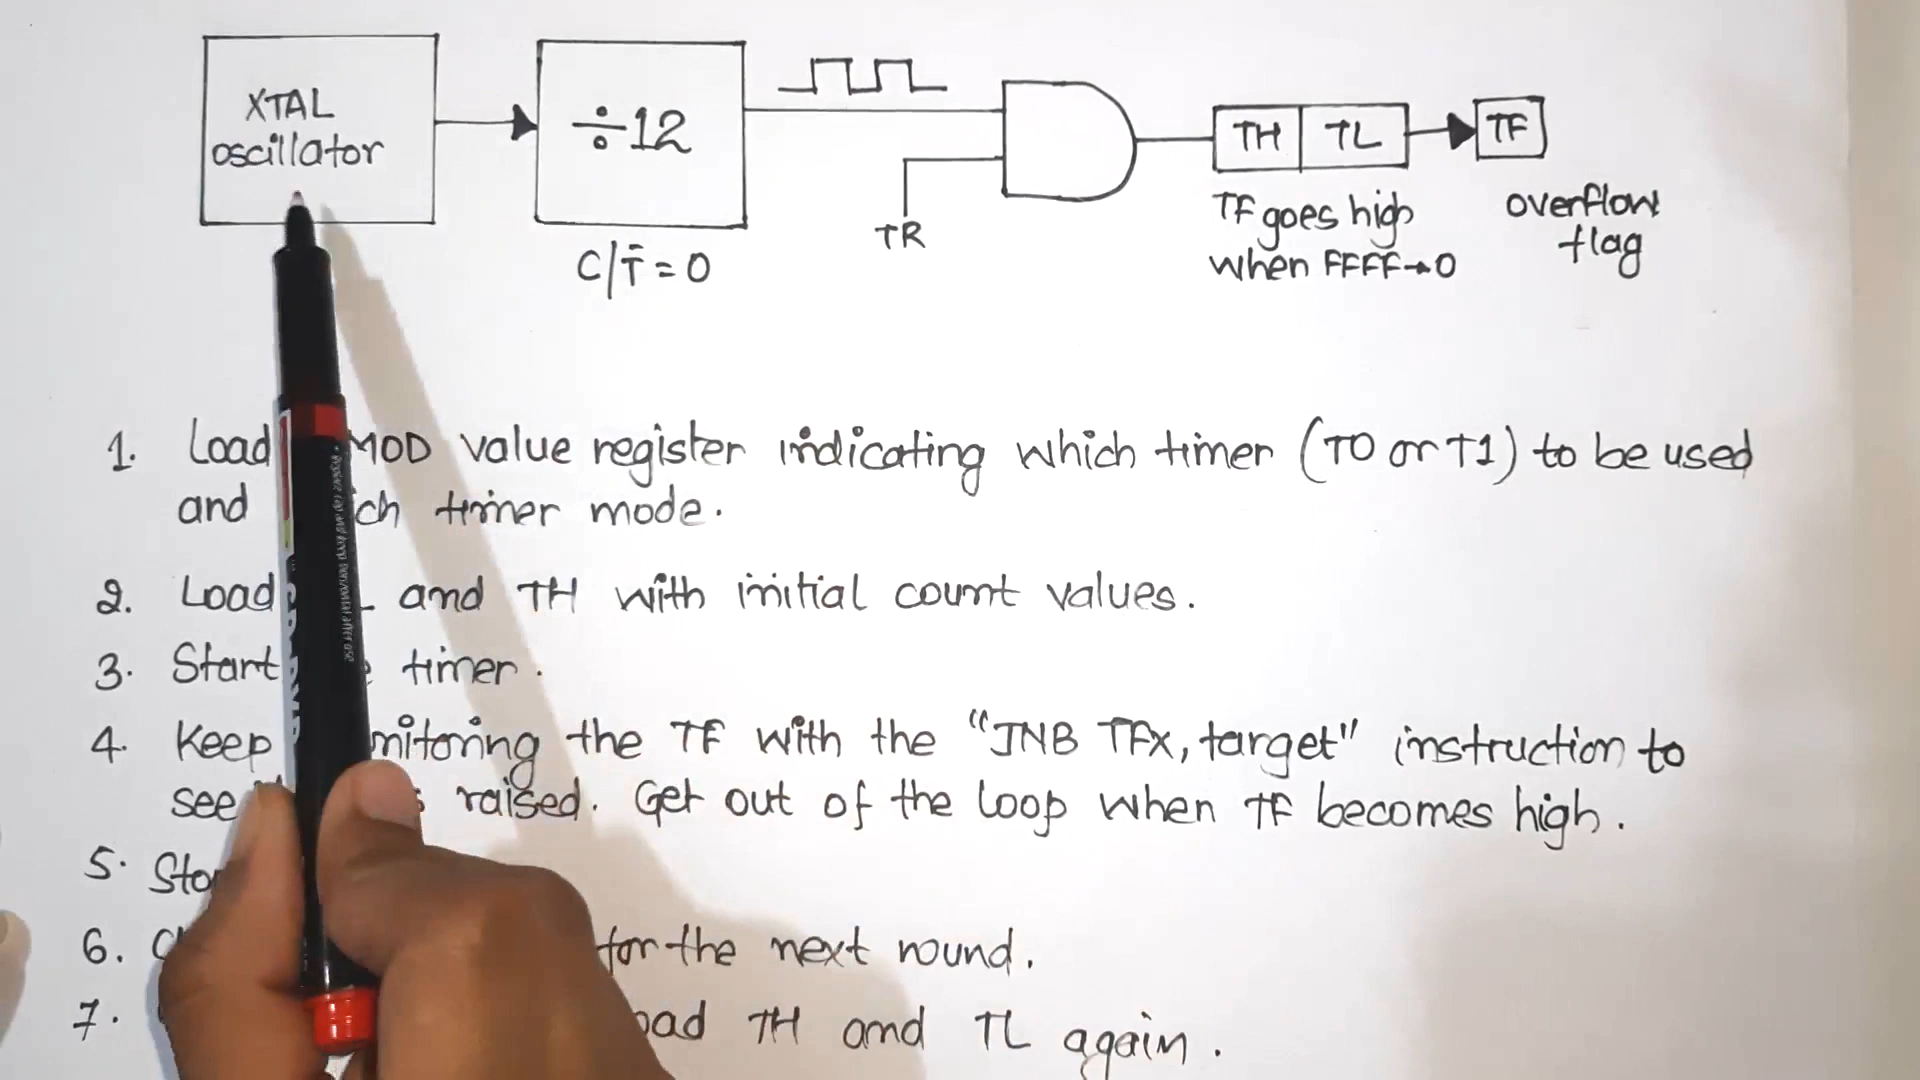 XTAL
oscillator
÷12
C/T̄ = 0
TR
TH TL
TF
TF goes high
when FFFF→0
overflow
flag
1. Load MOD value register indicating which timer (T0 or T1) to be used
and ch timer mode.
2. Load and TH with initial count values.
3. Start timer.
4. Keep nitoring the TF with the "JNB TFx, target" instruction to
see raised. Get out of the loop when TF becomes high.
5. Sto
6. C for the next round.
7. oad TH and TL again.